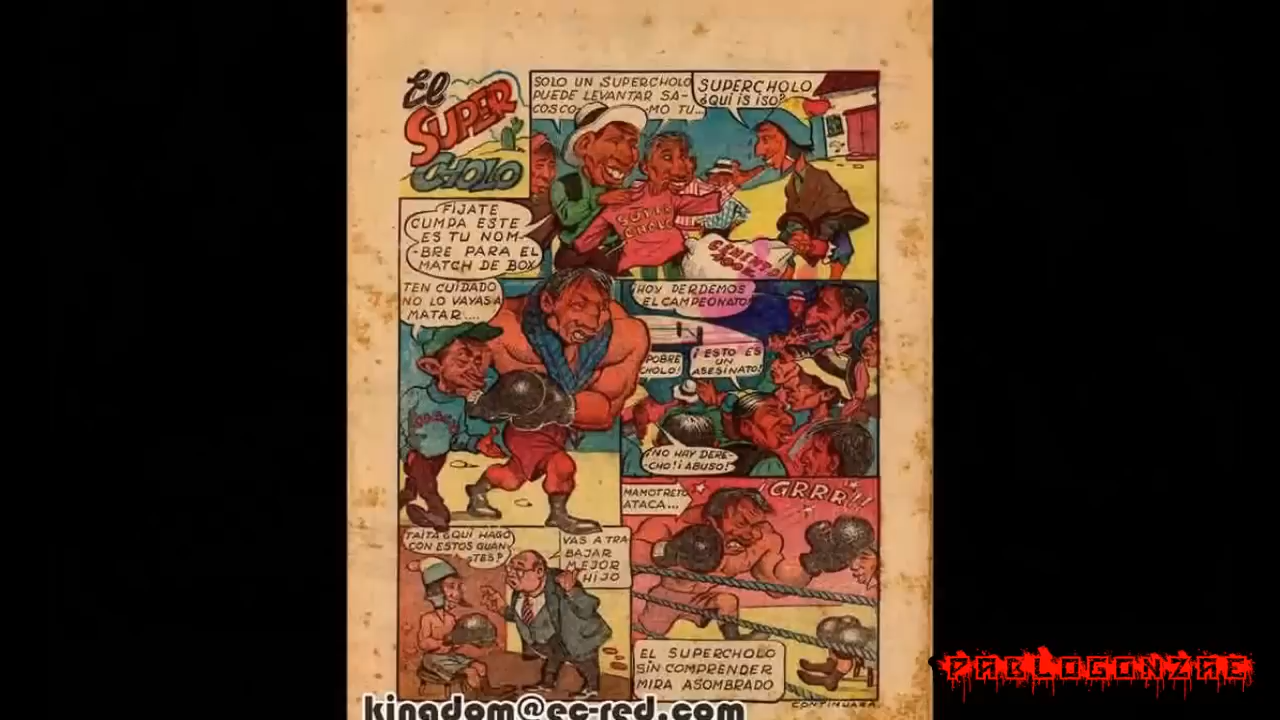 El
SUPER
CHOLO
SOLO UN SUPERCHOLO
PUEDE LEVANTAR SA-
COS CO- MO TU...
SUPERCHOLO
¿QUI IS ISO?
SUPER
CHOLO
CEMENTO
100K
FIJATE
CUMPA ESTE
ES TU NOM-
-BRE PARA EL
MATCH DE BOX
TEN CUIDADO
NO LO VAYAS A
MATAR....
¡HOY PERDEMOS
EL CAMPEONATO!
¡POBRE
CHOLO!
¡ESTO ES
UN
ASESINATO!
¡NO HAY DERE-
-CHO!¡ABUSO!
MAMOTRETO
ATACA...
¡GRRR!!
TAITA ¿QUI HAGO
CON ESTOS GUAN
-TES?
VAS A TRA
BAJAR
MEJOR
HIJO
EL SUPERCHOLO
SIN COMPRENDER
MIRA ASOMBRADO
CONTINUARA
kingdom@ec-red.com
PABLOGONZAE